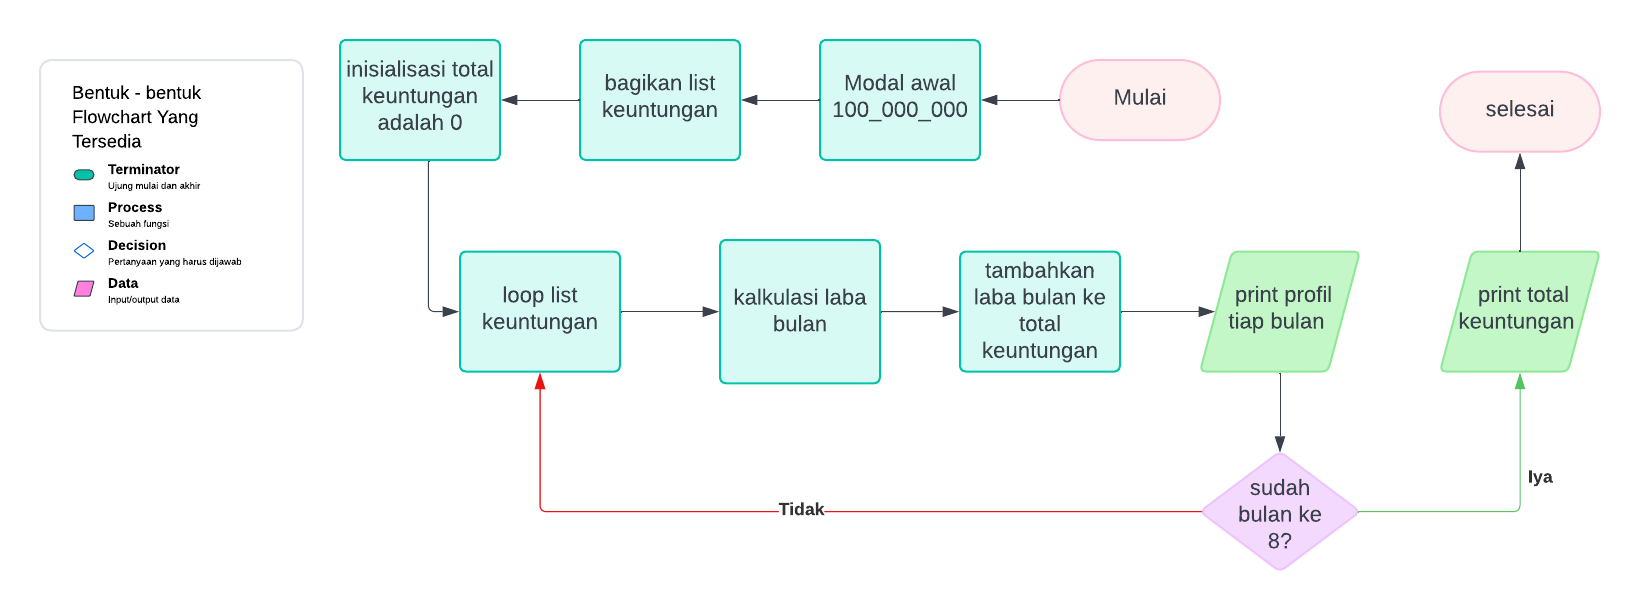 Bentuk - bentuk
Flowchart Yang
Tersedia
Terminator
Ujung mulai dan akhir
Process
Sebuah fungsi
Decision
Pertanyaan yang harus dijawab
Data
Input/output data
Mulai
Modal awal
100_000_000
bagikan list
keuntungan
inisialisasi total
keuntungan
adalah 0
loop list
keuntungan
kalkulasi laba
bulan
tambahkan
laba bulan ke
total
keuntungan
print profil
tiap bulan
sudah
bulan ke
8?
Tidak
Iya
print total
keuntungan
selesai